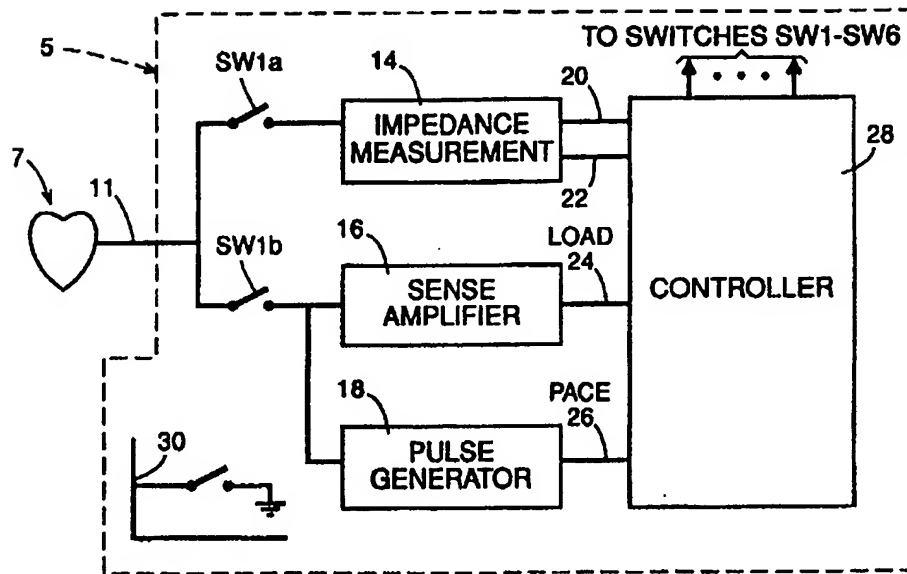 TO SWITCHES SW1-SW6
5
SW1a
14
IMPEDANCE
MEASUREMENT
20
22
28
7
11
SW1b
16
SENSE
AMPLIFIER
LOAD
24
CONTROLLER
18
PULSE
GENERATOR
PACE
26
30